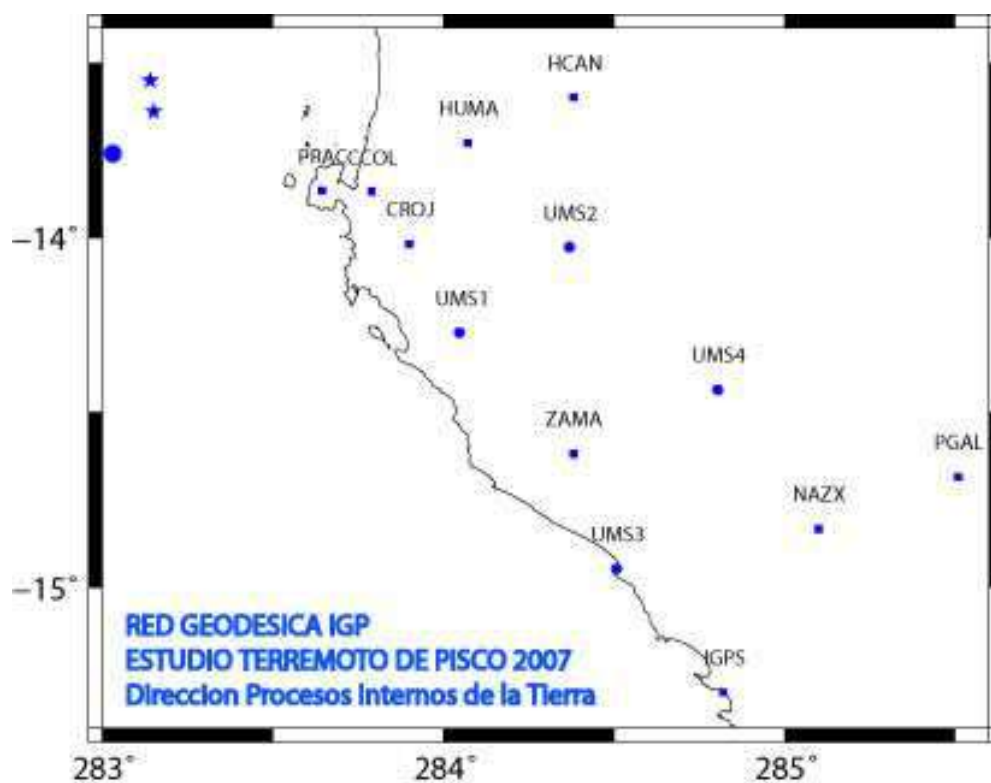 HCAN
HUMA
PRACCCOL
CROJ
UMS2
−14°
UMS1
UMS4
ZAMA
PGAL
NAZX
UMS3
−15°
RED GEODESICA IGP
ESTUDIO TERREMOTO DE PISCO 2007
Direccion Procesos Internos de la Tierra
IGPS
283°
284°
285°